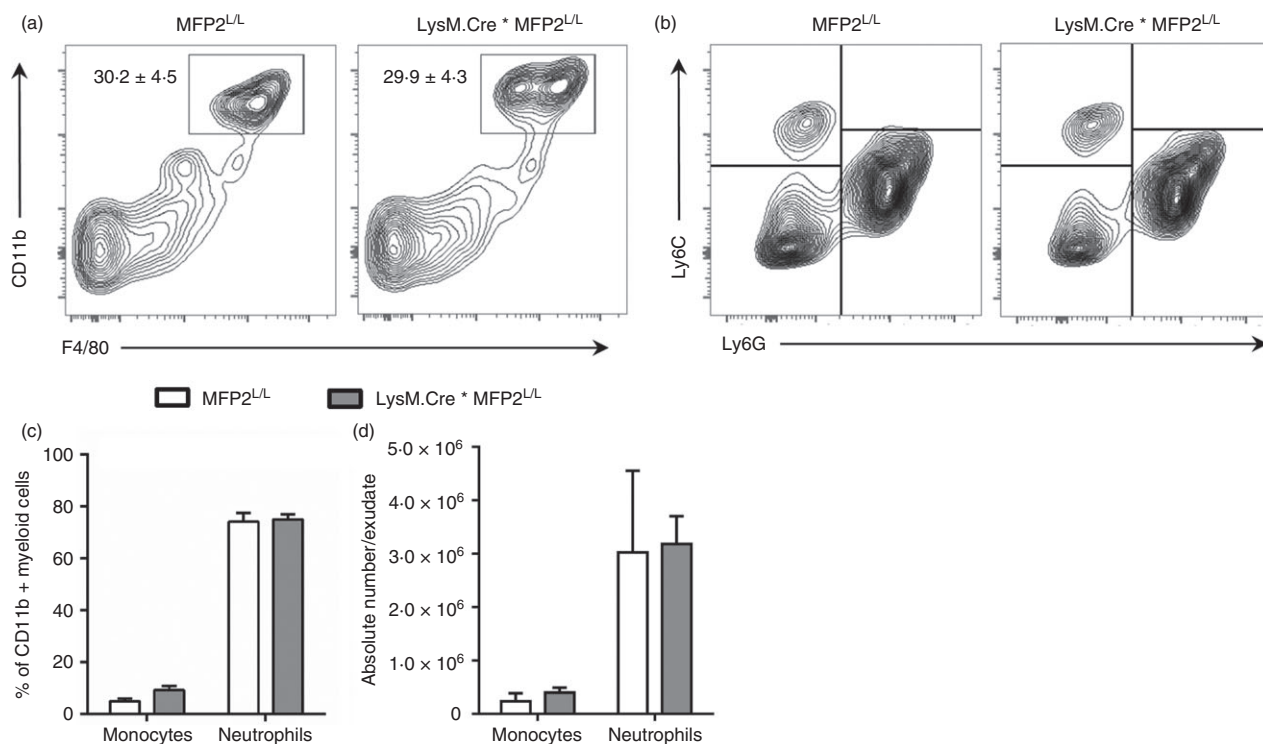 (a)
MFP2L/L
LysM.Cre * MFP2L/L
30·2 ± 4·5
29·9 ± 4·3
CD11b
F4/80
(b)
MFP2L/L
LysM.Cre * MFP2L/L
Ly6C
Ly6G
MFP2L/L
LysM.Cre * MFP2L/L
(c)
% of CD11b + myeloid cells
100
80
60
40
20
0
Monocytes
Neutrophils
(d)
Absolute number/exudate
5·0 × 10⁶
4·0 × 10⁶
3·0 × 10⁶
2·0 × 10⁶
1·0 × 10⁶
0
Monocytes
Neutrophils